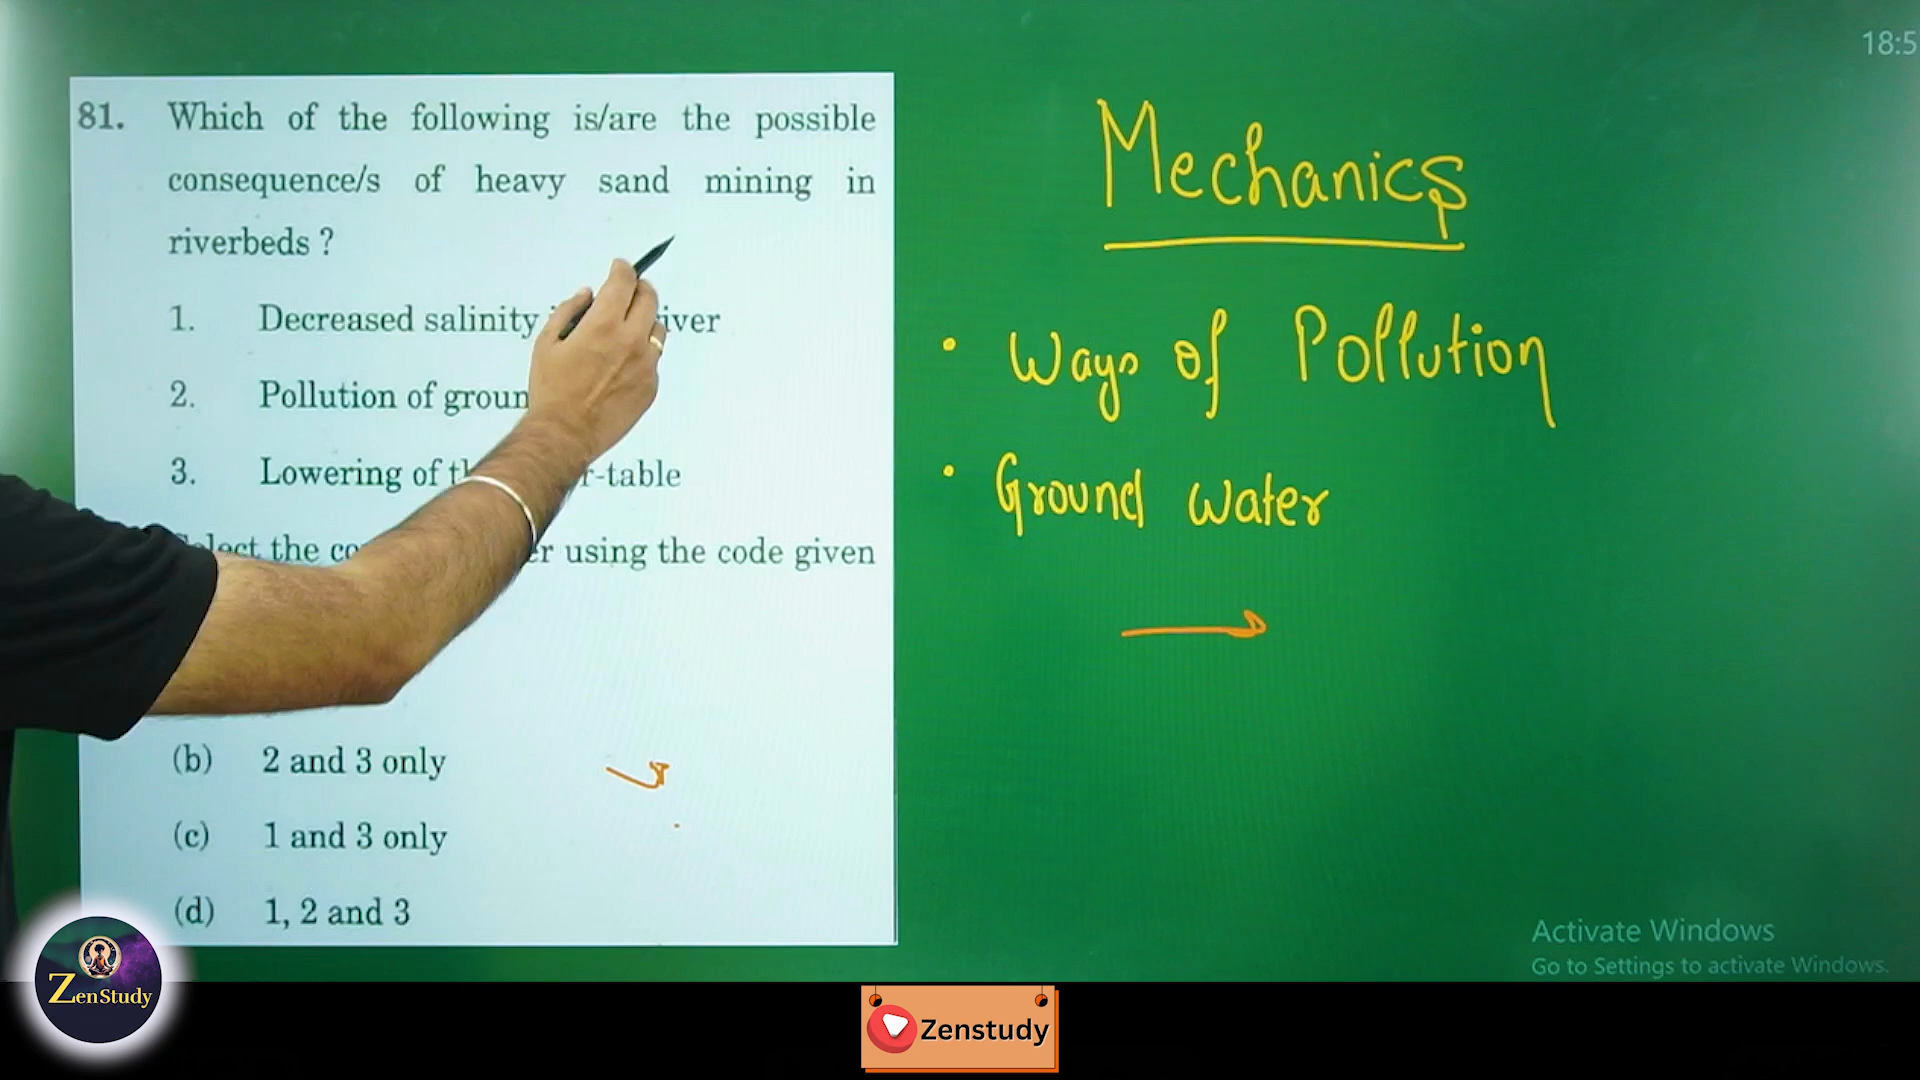 18:5
81. Which of the following is/are the possible
consequence/s of heavy sand mining in
riverbeds ?
1. Decreased salinity
2. Pollution of
3. Lowering of
-table
the
using the code given
(b) 2 and 3 only
(c) 1 and 3 only
(d) 1, 2 and 3
Mechanics
• Ways of Pollution
• Ground water
Activate Windows
Go to Settings to activate Windows.
ZenStudy
Zenstudy